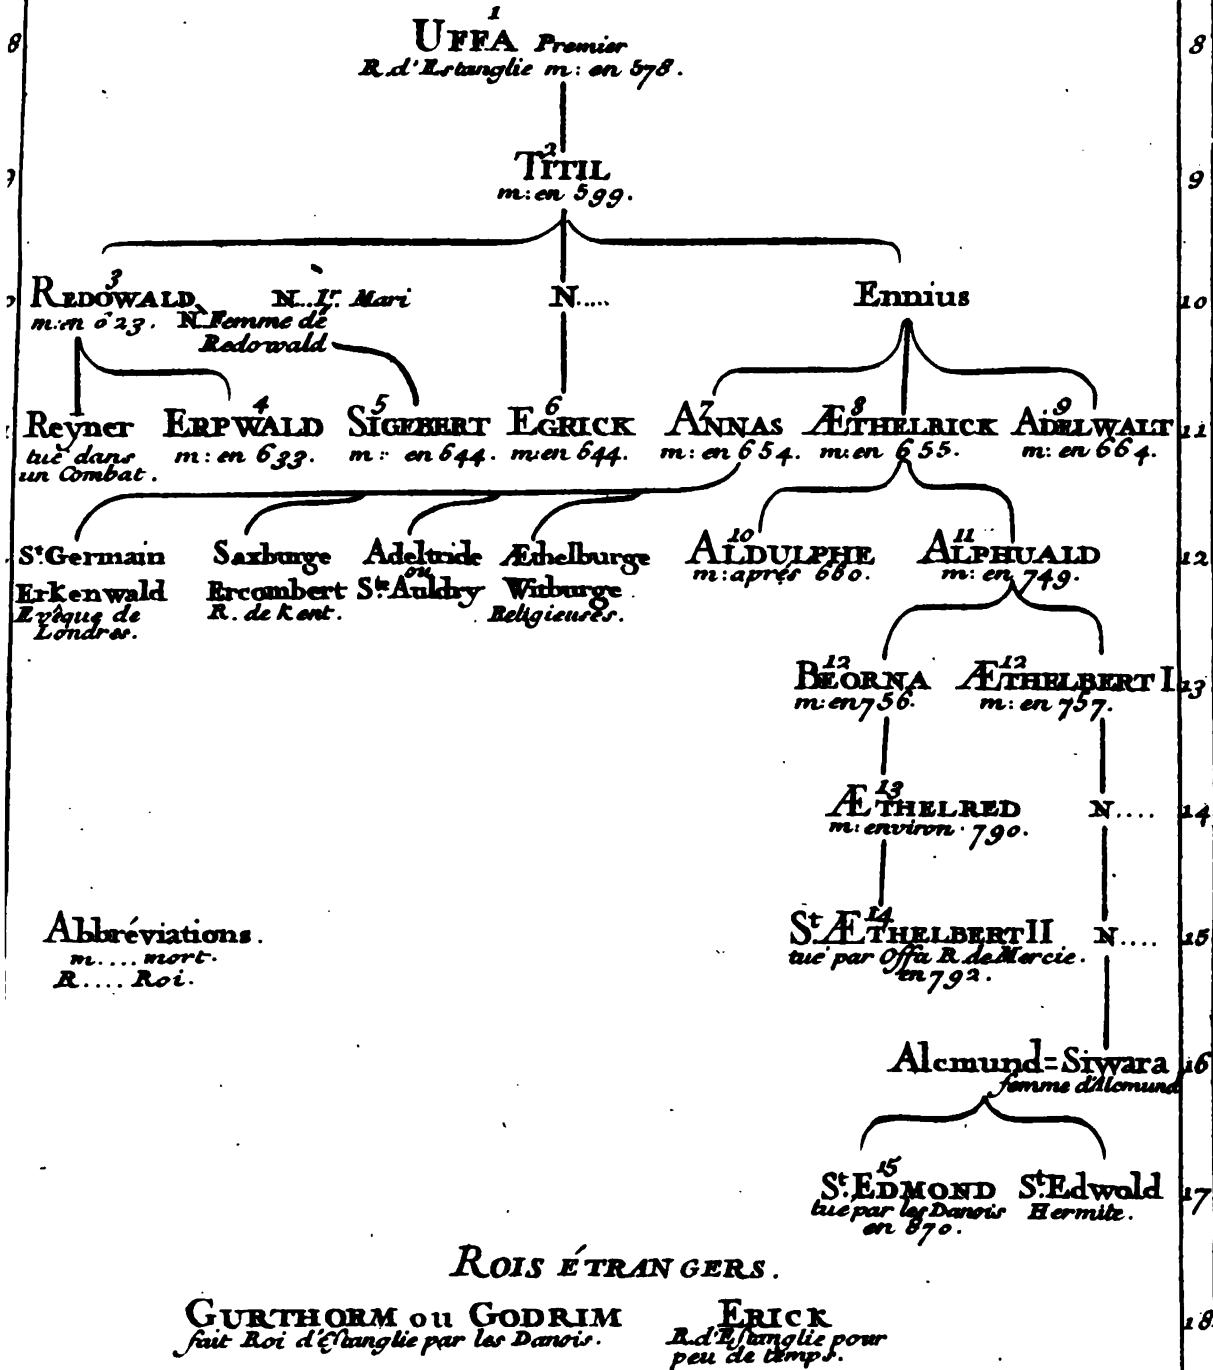 1
8 UFFA Premier 8
R. d'Estanglie m: en 578.
2
TITIL
9 m: en 599. 9
3
REDOWALD N...I.r Mari N..... Ennius 10
m: en 623. N. Femme de
Redowald
4 5 6 7 8 9
Reyner ERPWALD SIGEBERT EGRICK ANNAS ÆTHELRICK ADELWALT 11
tué dans m: en 633. m: en 644. m: en 644. m: en 654. m: en 655. m: en 664.
un Combat.
10 11
St. Germain Saxburge Adeltride Æthelburge ALDULPHE ALPHUALD 12
ou m: aprés 680. m: en 749.
Erkenwald Ercombert Ste Auldry Witburge
Evêque de R. de Kent. Religieuses.
Londres.
12 12
BEORNA ÆTHELBERT I 13
m: en 756. m: en 757.
13
ÆTHELRED N.... 14
m: environ 790.
14
Abbréviations. St. ÆTHELBERT II N.... 15
m.... mort. tué par Offa R. de Mercie.
R.... Roi. en 792.
Alcmund=Siwara 16
femme d'Alcmund
15
St. EDMOND St. Edwold 17
tué par les Danois Hermite.
en 870.
ROIS ÉTRANGERS.
GURTHORM ou GODRIM ERICK 18
fait Roi d'Estanglie par les Danois. R. d'Estanglie pour
peu de temps.